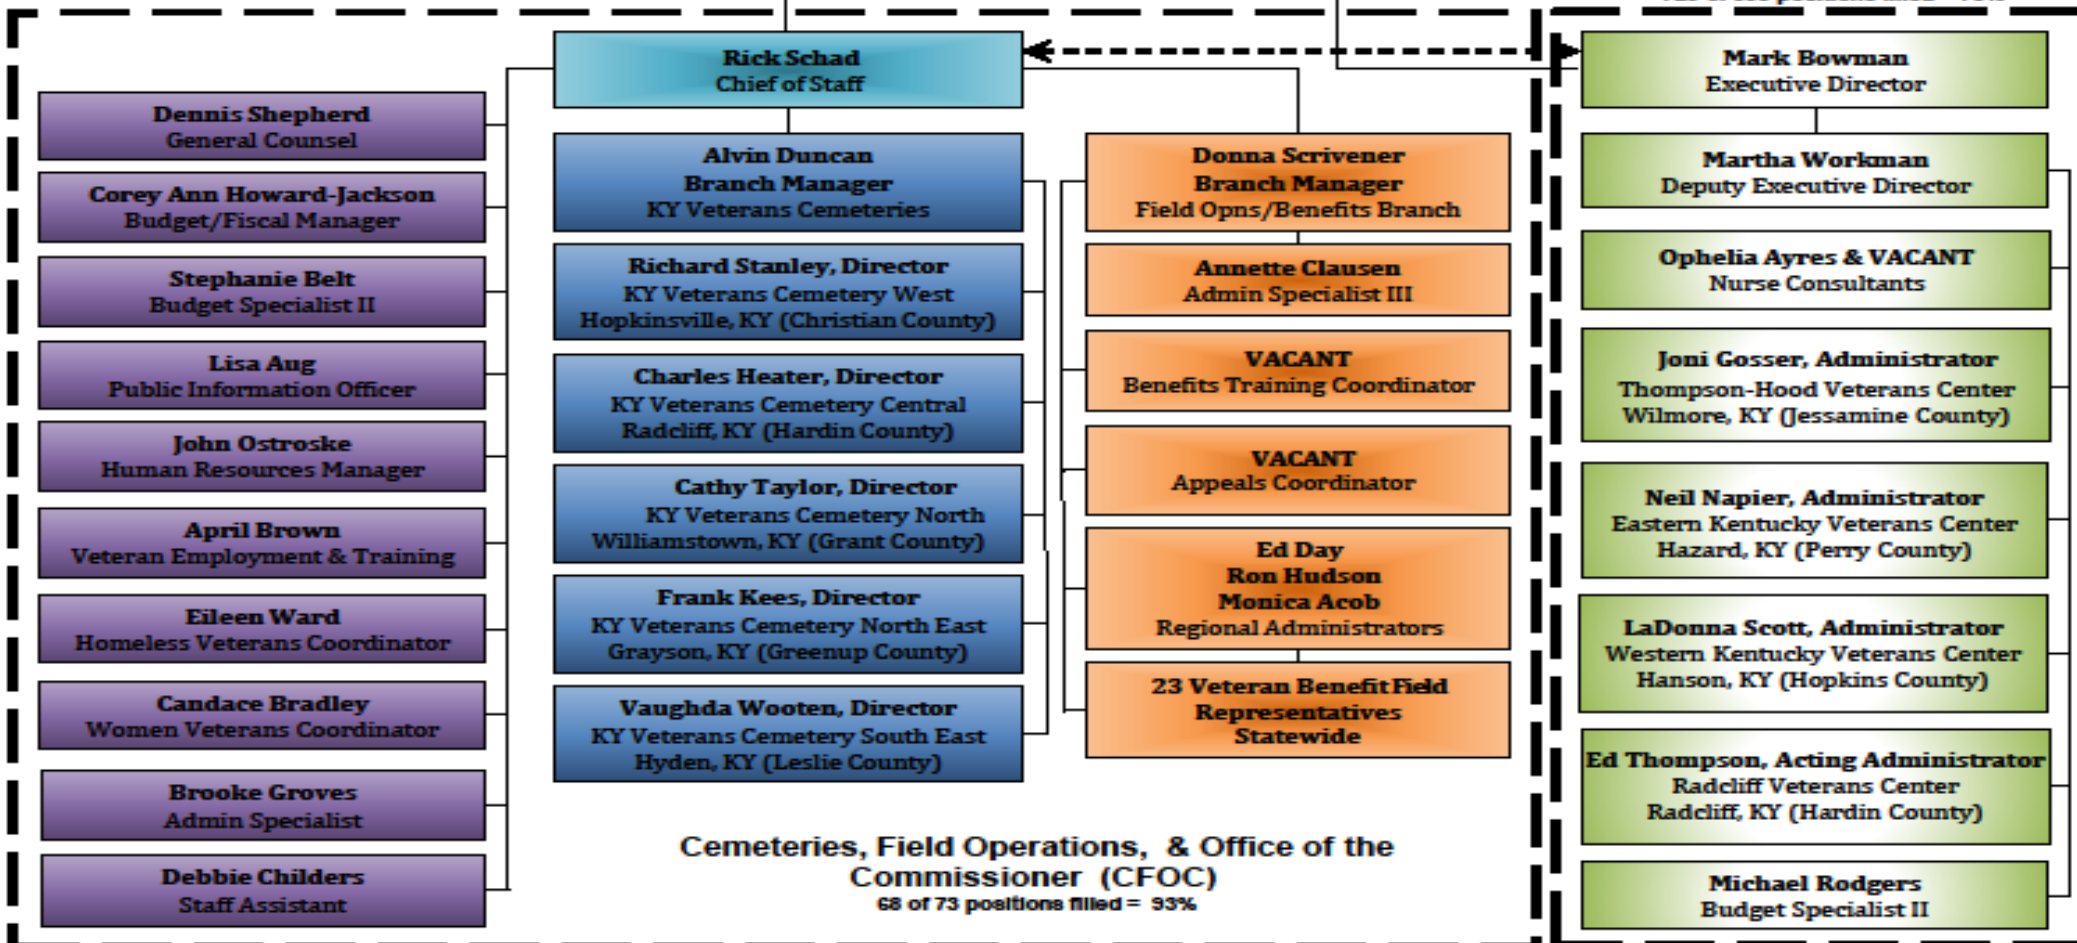 Rick Schad
Chief of Staff
Dennis Shepherd
General Counsel
Corey Ann Howard-Jackson
Budget/Fiscal Manager
Stephanie Belt
Budget Specialist II
Lisa Aug
Public Information Officer
John Ostroske
Human Resources Manager
April Brown
Veteran Employment & Training
Eileen Ward
Homeless Veterans Coordinator
Candace Bradley
Women Veterans Coordinator
Brooke Groves
Admin Specialist
Debbie Childers
Staff Assistant
Alvin Duncan
Branch Manager
KY Veterans Cemeteries
Richard Stanley, Director
KY Veterans Cemetery West
Hopkinsville, KY (Christian County)
Charles Heater, Director
KY Veterans Cemetery Central
Radcliff, KY (Hardin County)
Cathy Taylor, Director
KY Veterans Cemetery North
Williamstown, KY (Grant County)
Frank Kees, Director
KY Veterans Cemetery North East
Grayson, KY (Greenup County)
Vaughda Wooten, Director
KY Veterans Cemetery South East
Hyden, KY (Leslie County)
Donna Scrivener
Branch Manager
Field Opns/Benefits Branch
Annette Clausen
Admin Specialist III
VACANT
Benefits Training Coordinator
VACANT
Appeals Coordinator
Ed Day
Ron Hudson
Monica Acob
Regional Administrators
23 Veteran Benefit Field
Representatives
Statewide
Cemeteries, Field Operations, & Office of the
Commissioner (CFOC)
68 of 73 positions filled = 93%
Mark Bowman
Executive Director
Martha Workman
Deputy Executive Director
Ophelia Ayres & VACANT
Nurse Consultants
Joni Gosser, Administrator
Thompson-Hood Veterans Center
Wilmore, KY (Jessamine County)
Neil Napier, Administrator
Eastern Kentucky Veterans Center
Hazard, KY (Perry County)
LaDonna Scott, Administrator
Western Kentucky Veterans Center
Hanson, KY (Hopkins County)
Ed Thompson, Acting Administrator
Radcliff Veterans Center
Radcliff, KY (Hardin County)
Michael Rodgers
Budget Specialist II